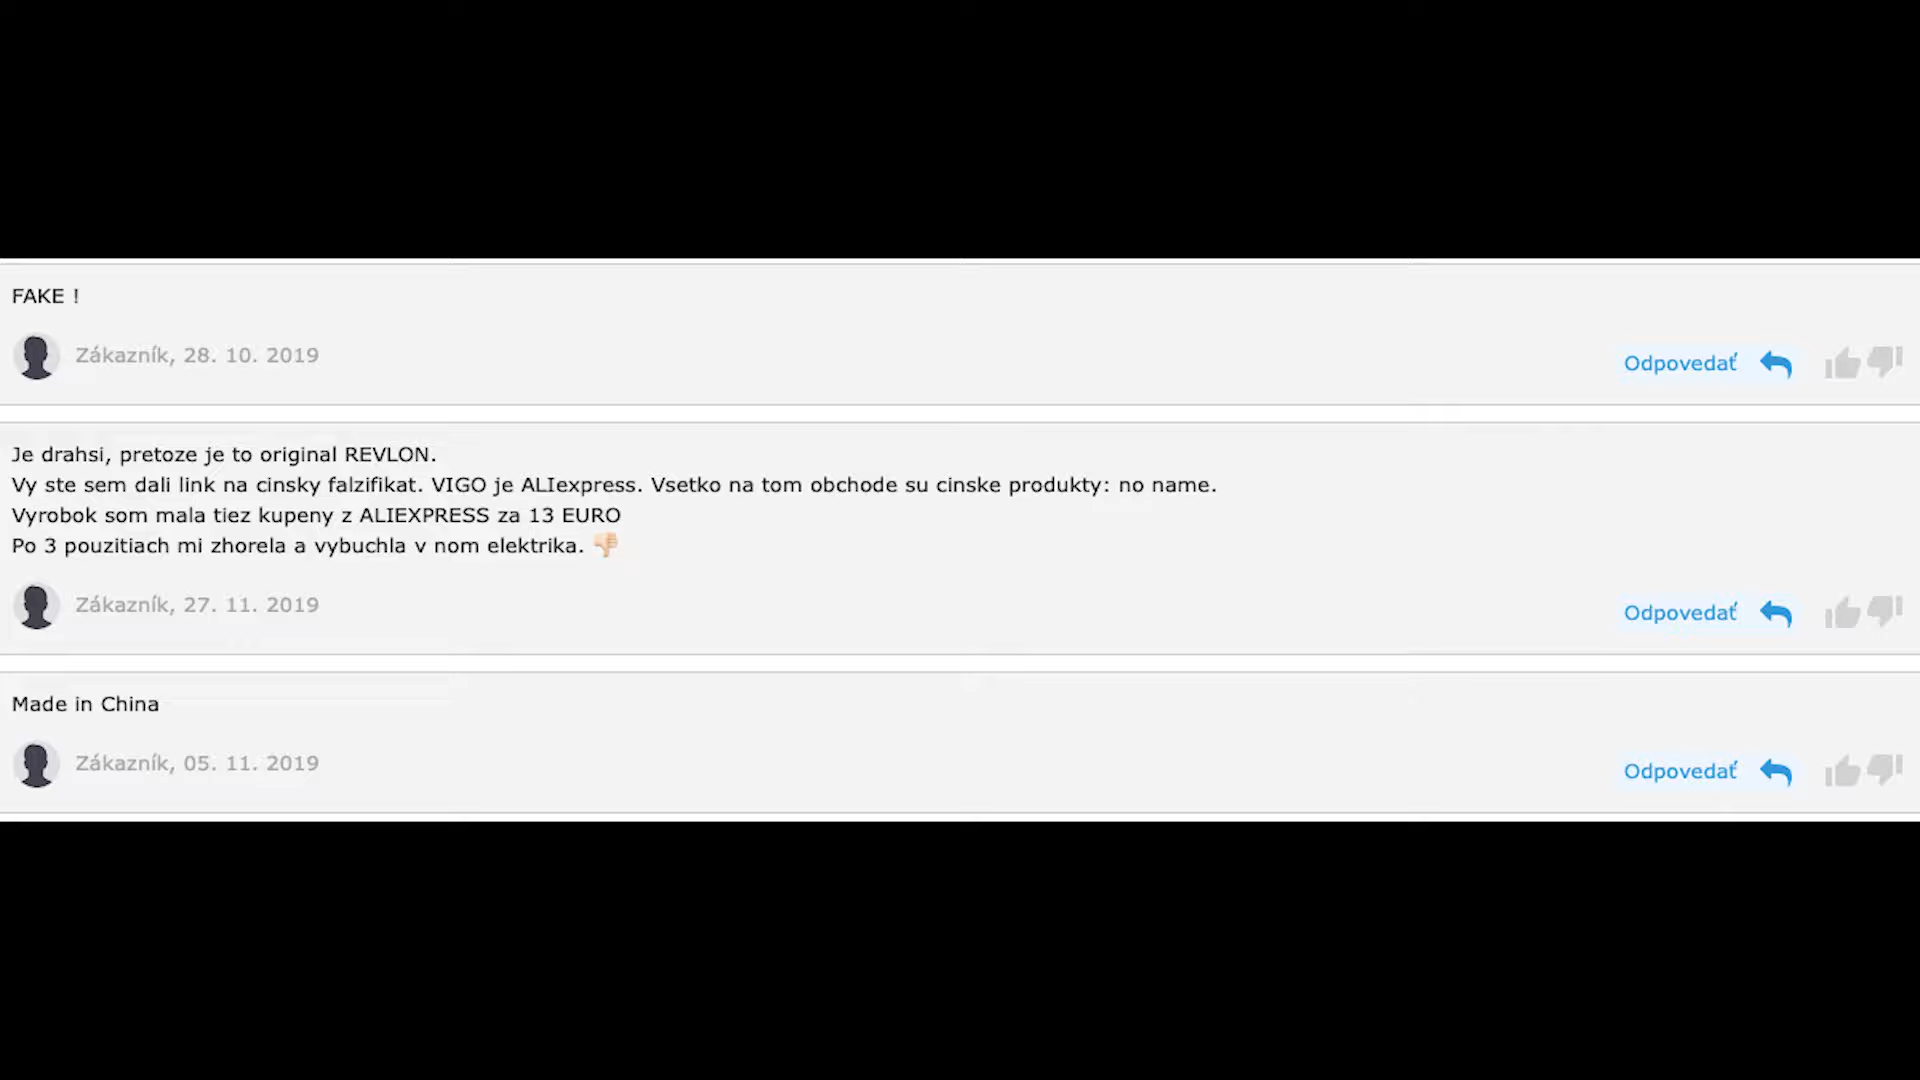 FAKE !
Zákazník, 28. 10. 2019
Odpovedať
Je drahsi, pretoze je to original REVLON.
Vy ste sem dali link na cinsky falzifikat. VIGO je ALIexpress. Vsetko na tom obchode su cinske produkty: no name.
Vyrobok som mala tiez kupeny z ALIEXPRESS za 13 EURO
Po 3 pouzitiach mi zhorela a vybuchla v nom elektrika. 👎🏻
Zákazník, 27. 11. 2019
Odpovedať
Made in China
Zákazník, 05. 11. 2019
Odpovedať